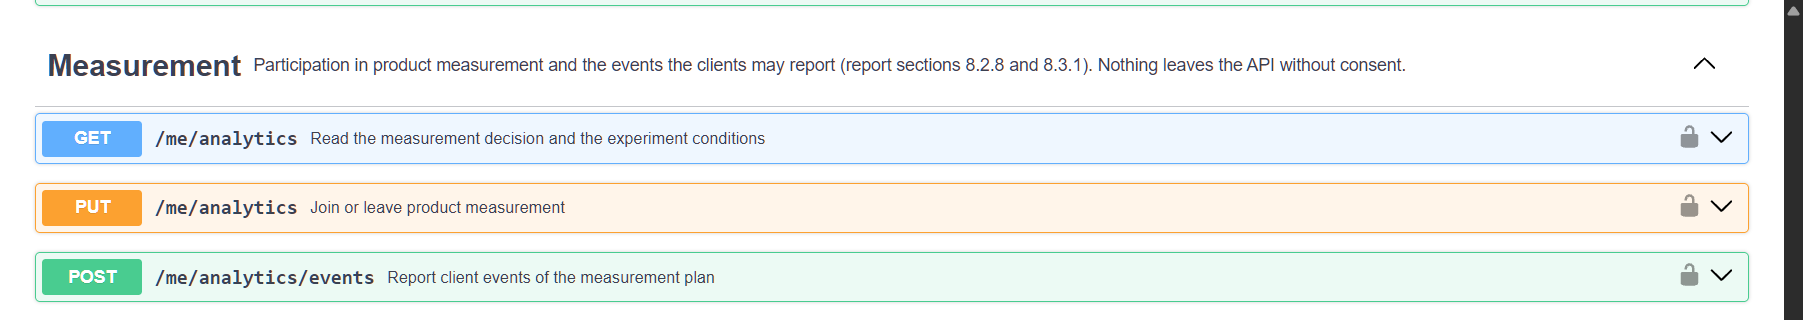 Measurement Participation in product measurement and the events the clients may report (report sections 8.2.8 and 8.3.1). Nothing leaves the API without consent.
GET /me/analytics Read the measurement decision and the experiment conditions
PUT /me/analytics Join or leave product measurement
POST /me/analytics/events Report client events of the measurement plan